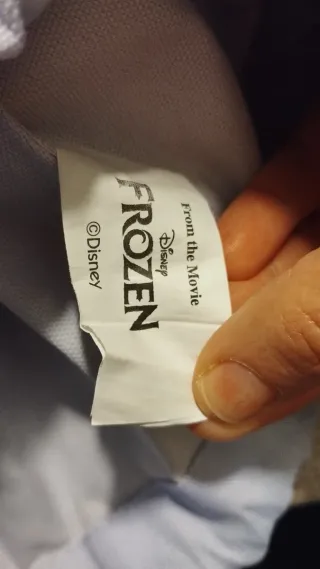 From the Movie
DISNEY
FROZEN
©Disney